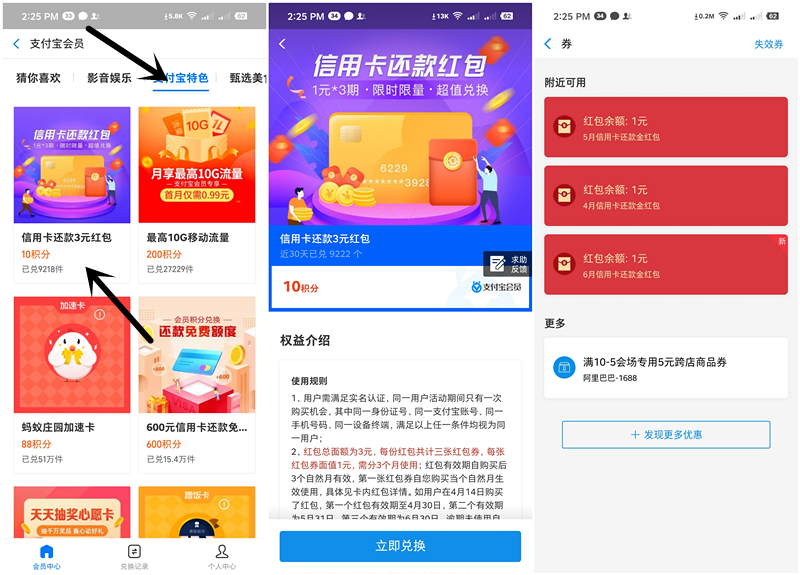 2:25 PM 33
5.8K 62
支付宝会员
猜你喜欢 影音娱乐 支付宝特色 甄选美
信用卡还款红包
1元*3期·限时限量·超值兑换
信用卡还款3元红包
10积分
已兑9218件
10G
月享最高10G流量
支付宝会员专享
首月仅需0.99元
最高10G移动流量
200积分
已兑27229件
加速卡
蚂蚁庄园加速卡
88积分
已兑51万件
会员积分兑换
还款免费额度
+600
VISA
600元信用卡还款免...
600积分
已兑15.4万件
天天抽奖心愿卡
抽千万奖品 赢心动好礼
蹭饭卡
会员中心 兑换记录 个人中心
2:25 PM 34
13K 62
信用卡还款红包
1元*3期·限时限量·超值兑换
6229
********3928
信用卡还款3元红包
近30天已兑 9222 个
求助
反馈
10积分
支付宝会员
权益介绍
使用规则
1、用户需满足实名认证，同一用户活动期间只有一次
购买机会，其中同一身份证号、同一支付宝账号、同一
手机号码、同一设备终端，满足以上任一条件均视为同
一用户；
2、红包总面额为3元，每份红包共计三张红包券，每张
红包券面值1元，需分3个月使用；红包有效期自购买后
3个自然月有效，第一张红包券自您购买当个自然月生
效使用，具体见卡内红包详情。如用户在4月14日购买
了红包，第一个红包有效期至4月30日，第二个有效期
为5月31日，第三个有效期为6月30日，逾期未使用自
立即兑换
2:25 PM 34
0.2M 62
券
失效券
附近可用
红包余额: 1元
5月信用卡还款金红包
红包余额: 1元
4月信用卡还款金红包
新
红包余额: 1元
6月信用卡还款金红包
更多
满10-5会场专用5元跨店商品券
阿里巴巴-1688
＋ 发现更多优惠